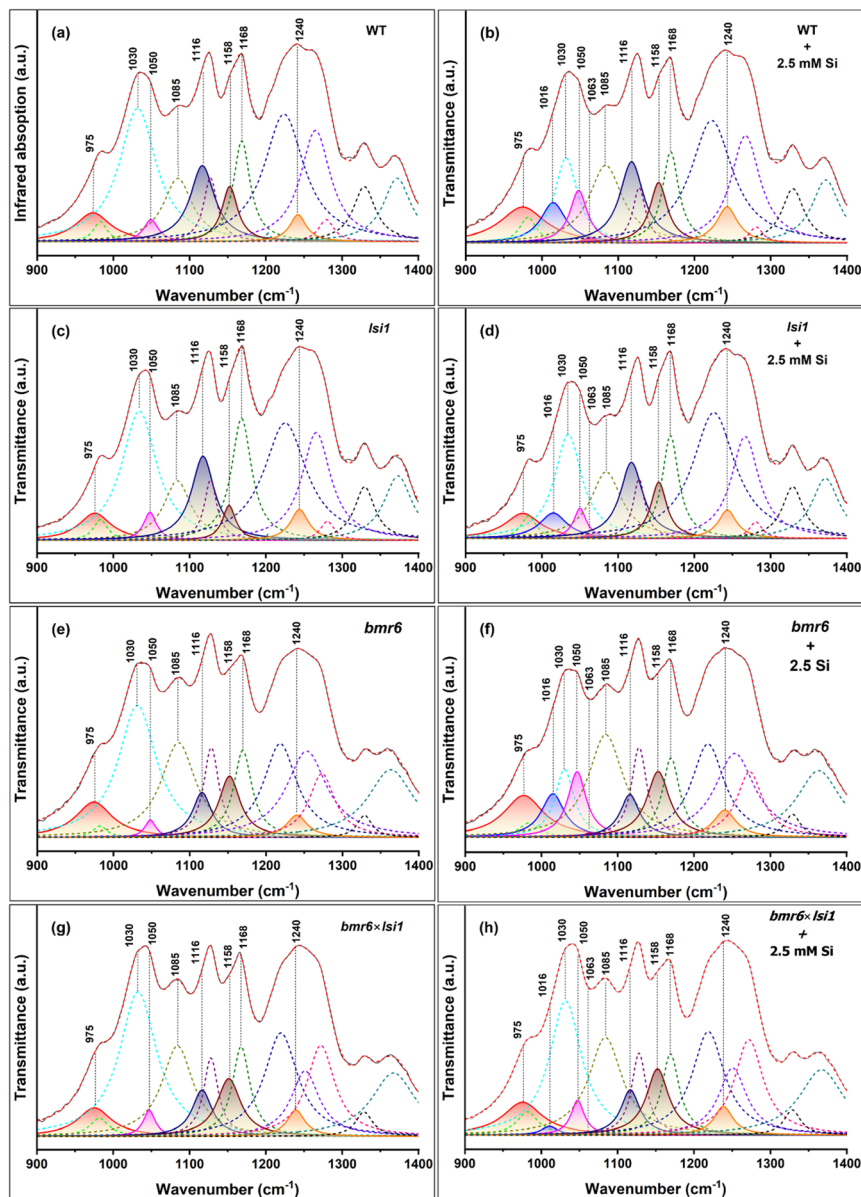 (a)
WT
975
1030
1050
1085
1116
1158
1168
1240
Infrared absoption (a.u.)
900 1000 1100 1200 1300 1400
Wavenumber (cm⁻¹)
(b)
WT
+
2.5 mM Si
975
1016
1030
1050
1063
1085
1116
1158
1168
1240
Transmittance (a.u.)
900 1000 1100 1200 1300 1400
Wavenumber (cm⁻¹)
(c)
lsi1
975
1030
1050
1085
1116
1158
1168
1240
Transmittance (a.u.)
900 1000 1100 1200 1300 1400
Wavenumber (cm⁻¹)
(d)
lsi1
+
2.5 mM Si
975
1016
1030
1050
1063
1085
1116
1158
1168
1240
Transmittance (a.u.)
900 1000 1100 1200 1300 1400
Wavenumber (cm⁻¹)
(e)
bmr6
975
1030
1050
1085
1116
1158
1168
1240
Transmittance (a.u.)
900 1000 1100 1200 1300 1400
Wavenumber (cm⁻¹)
(f)
bmr6
+
2.5 Si
975
1016
1030
1050
1063
1085
1116
1158
1168
1240
Transmittance (a.u.)
900 1000 1100 1200 1300 1400
Wavenumber (cm⁻¹)
(g)
bmr6×lsi1
975
1030
1050
1085
1116
1158
1168
1240
Transmittance (a.u.)
900 1000 1100 1200 1300 1400
Wavenumber (cm⁻¹)
(h)
bmr6×lsi1
+
2.5 mM Si
975
1016
1030
1050
1063
1085
1116
1158
1168
1240
Transmittance (a.u.)
900 1000 1100 1200 1300 1400
Wavenumber (cm⁻¹)